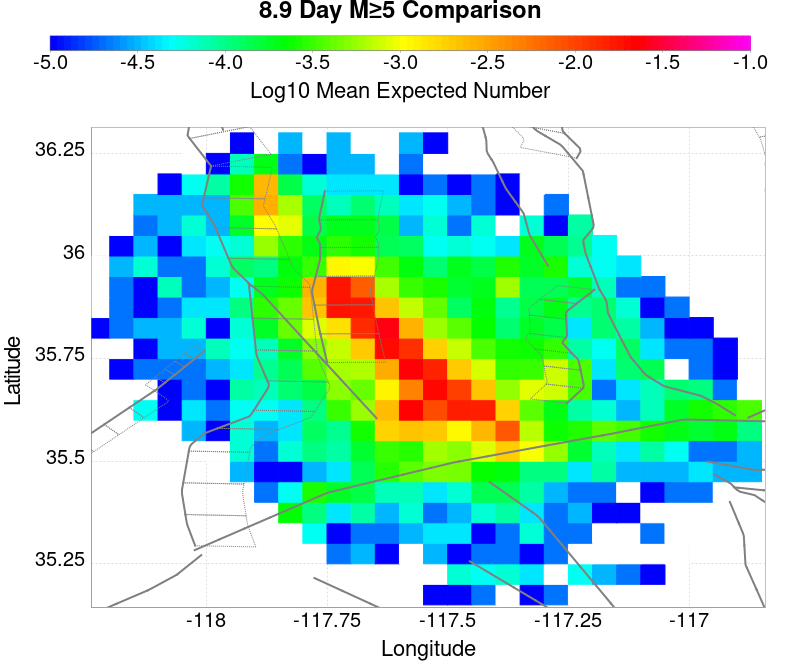 8.9 Day M≥5 Comparison
-5.0 -4.5 -4.0 -3.5 -3.0 -2.5 -2.0 -1.5 -1.0
Log10 Mean Expected Number
36.25
36
35.75
35.5
35.25
Latitude
-118 -117.75 -117.5 -117.25 -117
Longitude